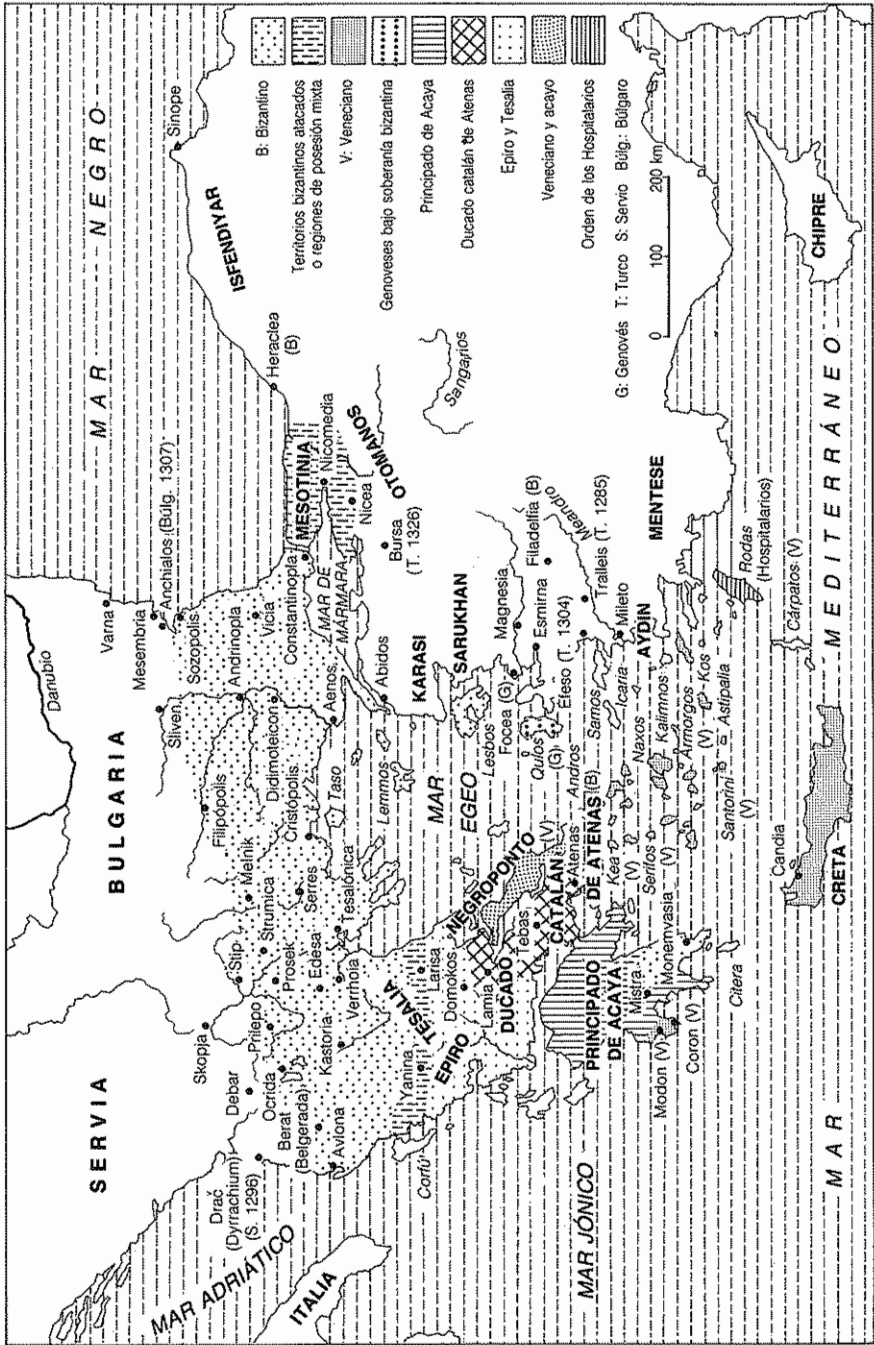 MAR NEGRO
Sinope
ISFENDIYAR
Heraclea
(B)
Danubio
Varna
Mesembria
Anchialos (Búlg. 1307)
Sozopolis
BULGARIA
Sliven
Filipópolis
Andrinopla
Vicia
Didimoteicon
Constantinopla
MESOTINIA
Nicomedia
Nicea
MAR DE
MÁRMARA
OTOMANOS
Bursa
(T. 1326)
Sangarios
SERVIA
Skopja
Debar
Stip
Strumica
Melnik
Prilepo
Prosek
Ocrida
Serres
Cristópolis
Aenos
Drač
(Dyrrachium)
(S. 1296)
Berat
(Belgerada)
Avlona
Kastoria
Edesa
Verrhoia
Tesalónica
Taso
Lemmos
Abidos
MAR ADRIÁTICO
ITALIA
Corfú
Yanina
TESALIA
EPIRO
Larisa
Domokos
Lamia
NEGROPONTO
(V)
MAR
EGEO
KARASI
SARUKHAN
Lesbos
Magnesia
Focea (G)
Esmirna
Filadelfia (B)
Quíos
(G)
Efeso (T. 1304)
Meandro
Tralleis (T. 1285)
DUCADO
CATALÁN
DE ATENAS
Tebas
Atenas
Andros
(B)
Samos
Icaria
Mileto
AYDIN
MENTESE
MAR JÓNICO
PRINCIPADO
DE ACAYA
Kea
(V)
Serifos
Naxos
Kalimnos
Mistra
Monemvasia
(V)
Amorgos
(V)
Kos
Modon (V)
Coron (V)
Citera
Santorini
(V)
Astipalia
Rodas
(Hospitalarios)
Cárpatos (V)
Candia
CRETA
CHIPRE
MAR MEDITERRÁNEO
B: Bizantino
Territorios bizantinos atacados
o regiones de posesión mixta
V: Veneciano
Genoveses bajo soberanía bizantina
Principado de Acaya
Ducado catalán de Atenas
Epiro y Tesalia
Veneciano y acayo
Orden de los Hospitalarios
G: Genovés T: Turco S: Servio Búlg.: Búlgaro
0 100 200 km